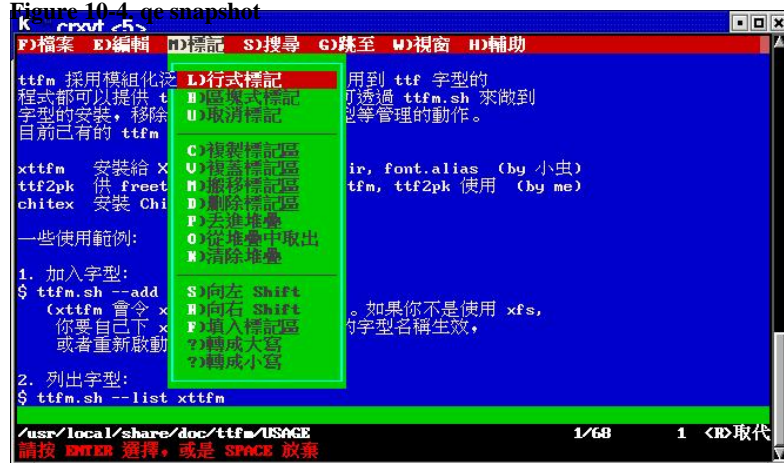 Figure 10-4. qe snapshot
crxvt <5>
F)檔案 E)編輯 M)標記 S)搜尋 G)跳至 W)視窗 H)輔助
ttfm 採用模組化泛 用到 ttf 字型的
程式都可以提供 t 可透過 ttfm.sh 來做到
字型的安裝,移除 型等管理的動作。
目前已有的 ttfm
xttfm 安裝給 X ir, font.alias (by 小虫)
ttf2pk 供 freet tfm, ttf2pk 使用 (by me)
chitex 安裝 Chi
一些使用範例:
1. 加入字型:
$ ttfm.sh --add
(xttfm 會令 x 。如果你不是使用 xfs,
你要自己下 x 的字型名稱生效,
或者重新啟動
2. 列出字型:
$ ttfm.sh --list xttfm
L)行式標記
B)區塊式標記
U)取消標記
C)複製標記區
V)複蓋標記區
M)搬移標記區
D)刪除標記區
P)丟進堆疊
O)從堆疊中取出
N)清除堆疊
S)向左 Shift
H)向右 Shift
F)填入標記區
?)轉成大寫
?)轉成小寫
/usr/local/share/doc/ttfm/USAGE 1/68 1 <R>取代
請按 ENTER 選擇,或是 SPACE 放棄